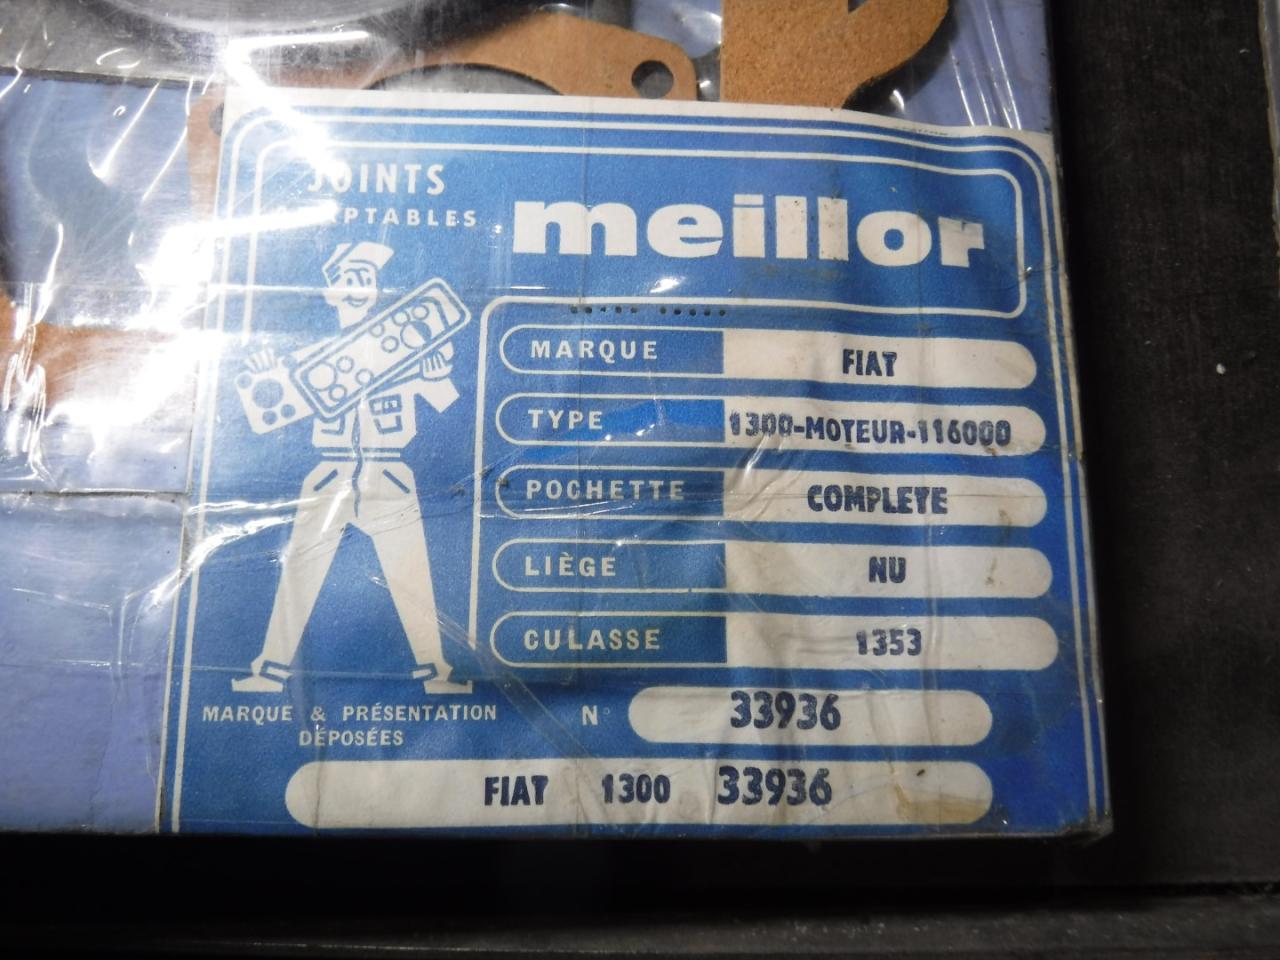 JOINTS
meillor
MARQUE FIAT
TYPE 1300-MOTEUR-116000
POCHETTE COMPLETE
LIÈGE NU
CULASSE 1353
N° 33936
MARQUE & PRÉSENTATION
DÉPOSÉES
FIAT 1300 33936